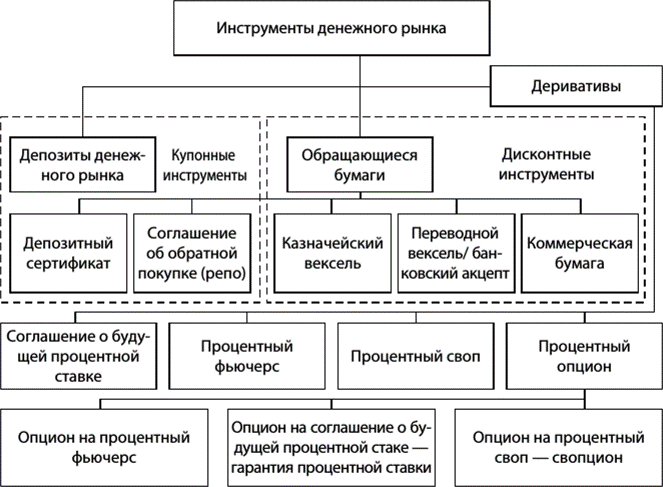 Инструменты денежного рынка
Деривативы
Депозиты денеж-
ного рынка
Купонные
инструменты
Обращающиеся
бумаги
Дисконтные
инструменты
Депозитный
сертификат
Соглашение
об обратной
покупке (репо)
Казначейский
вексель
Переводной
вексель/ бан-
ковский акцепт
Коммерческая
бумага
Соглашение о буду-
щей процентной
ставке
Процентный
фьючерс
Процентный своп
Процентный
опцион
Опцион на процентный
фьючерс
Опцион на соглашение о бу-
дущей процентной стаке —
гарантия процентной ставки
Опцион на процентный
своп — свопцион